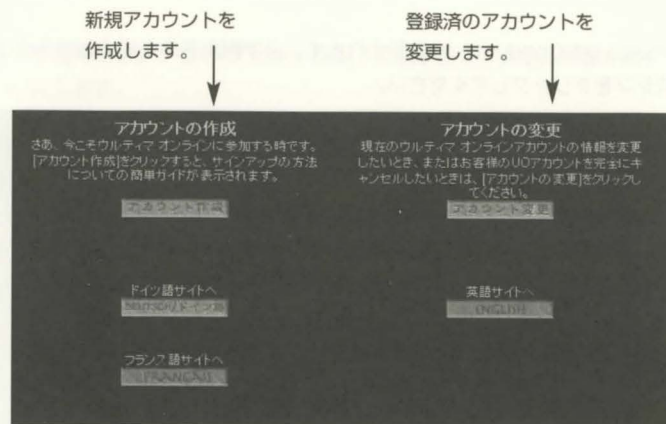 新規アカウントを
作成します。
登録済のアカウントを
変更します。
アカウントの作成
さあ、今こそウルティマ オンラインに参加する時です。
[アカウント作成]をクリックすると、サインアップの方法
についての簡単ガイドが表示されます。
アカウント作成
ドイツ語サイトへ
フランス語サイトへ
FRANCAIS
アカウントの変更
現在のウルティマ オンラインアカウントの情報を変更
したいとき、またはお客様のUOアカウントを完全にキ
ャンセルしたいときは、[アカウントの変更]をクリックし
てください。
アカウント変更
英語サイトへ
ENGLISH